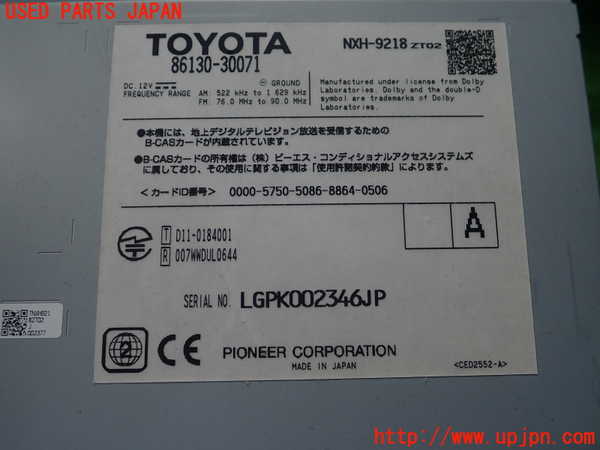 USED PARTS JAPAN
TOYOTA
86130-30071
NXH-9218 ZT02
DC 12V
GROUND
FREQUENCY RANGE AM: 522 kHz to 1 629 kHz
FM: 76.0 MHz to 90.0 MHz
Manufactured under license from Dolby
Laboratories. Dolby and the double-D
symbol are trademarks of Dolby
Laboratories.
●本機には、地上デジタルテレビジョン放送を受信するための
B-CASカードが内蔵されています。
●B-CASカードの所有権は（株）ビーエス・コンディショナルアクセスシステムズ
に属しており、その使用に関する事項は「使用許諾契約約款」によります。
<カードID番号> 0000-5750-5086-8864-0506
A
T D11-0184001
R 007WWDUL0644
SERIAL NO. LGPK002346JP
TNXH921
8ZT02
J
002377
2 CE PIONEER CORPORATION
MADE IN JAPAN
<CED2552-A>
http://www.upjpn.com/